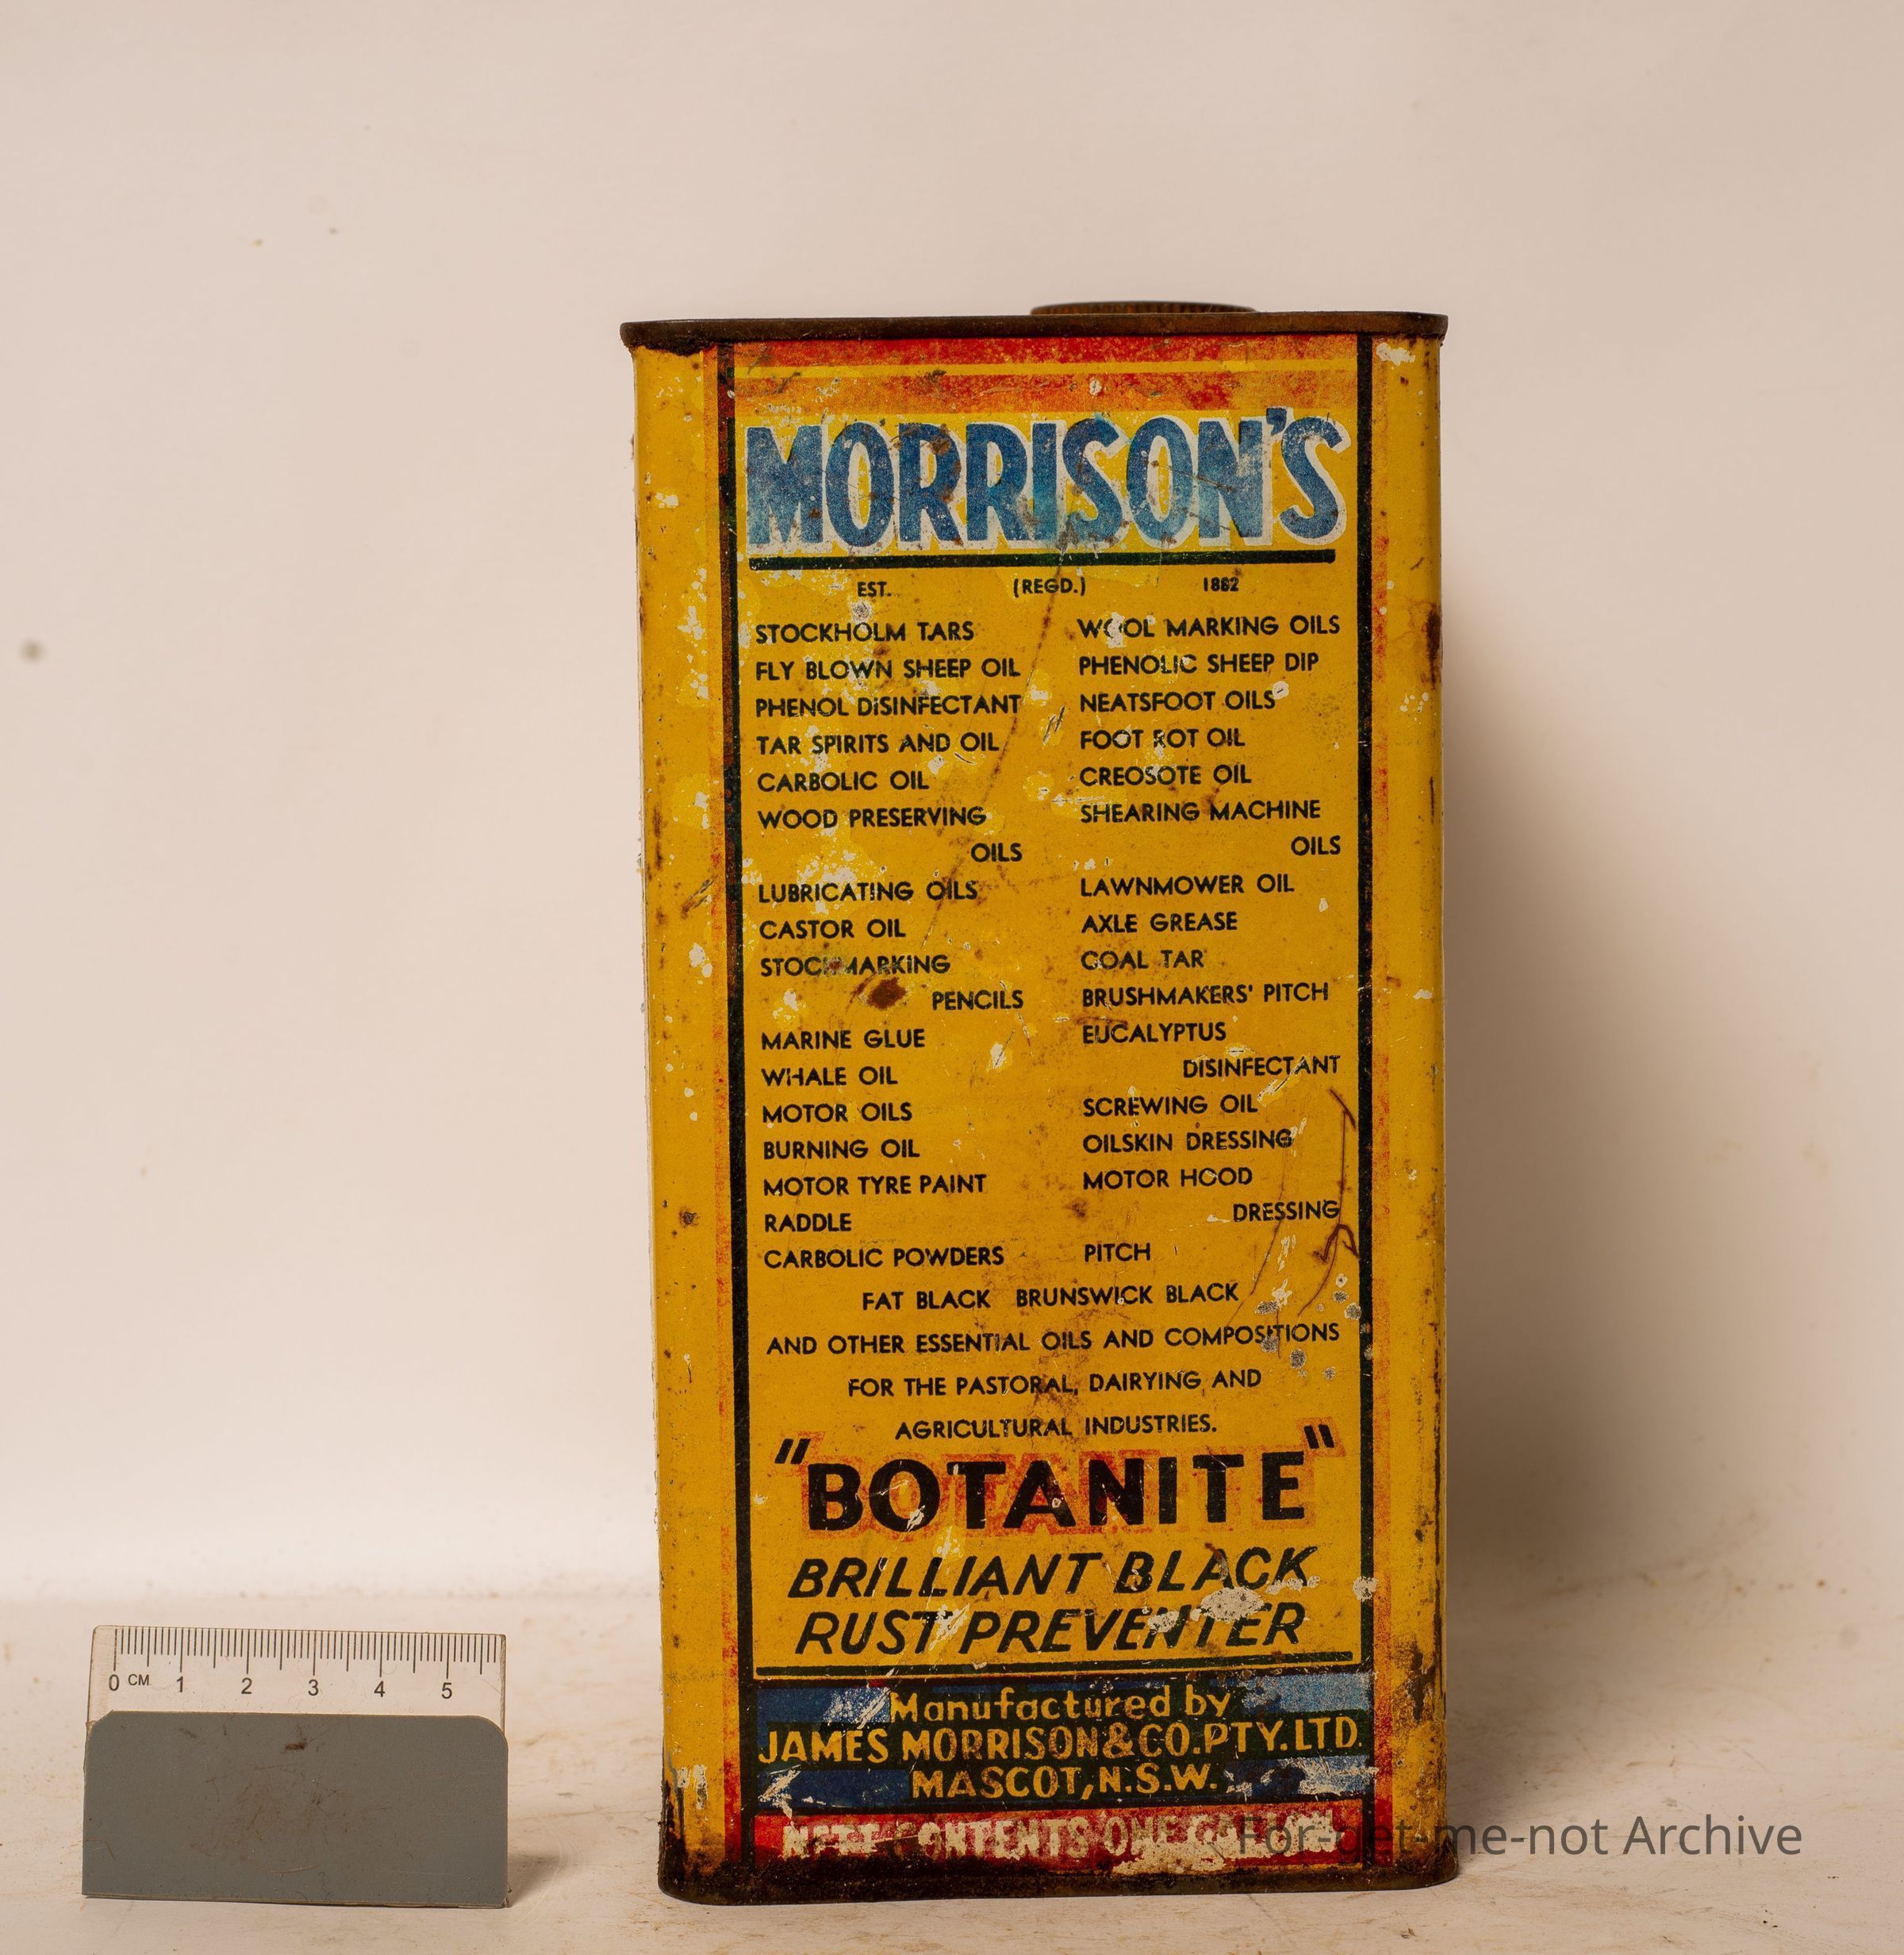 MORRISON'S
EST. (REGD.) 1882
STOCKHOLM TARS
FLY BLOWN SHEEP OIL
PHENOL DISINFECTANT
TAR SPIRITS AND OIL
CARBOLIC OIL
WOOD PRESERVING
OILS
LUBRICATING OILS
CASTOR OIL
STOCKMARKING
PENCILS
MARINE GLUE
WHALE OIL
MOTOR OILS
BURNING OIL
MOTOR TYRE PAINT
RADDLE
CARBOLIC POWDERS
WOOL MARKING OILS
PHENOLIC SHEEP DIP
NEATSFOOT OILS
FOOT ROT OIL
CREOSOTE OIL
SHEARING MACHINE
OILS
LAWNMOWER OIL
AXLE GREASE
COAL TAR
BRUSHMAKERS' PITCH
EUCALYPTUS
DISINFECTANT
SCREWING OIL
OILSKIN DRESSING
MOTOR HOOD
DRESSING
PITCH
FAT BLACK BRUNSWICK BLACK
AND OTHER ESSENTIAL OILS AND COMPOSITIONS
FOR THE PASTORAL, DAIRYING AND
AGRICULTURAL INDUSTRIES.
"BOTANITE"
BRILLIANT BLACK
RUST PREVENTER
Manufactured by
JAMES MORRISON & CO. PTY. LTD.
MASCOT, N.S.W.
NETT CONTENTS ONE GALLON
0 CM 1 2 3 4 5
For-get-me-not Archive